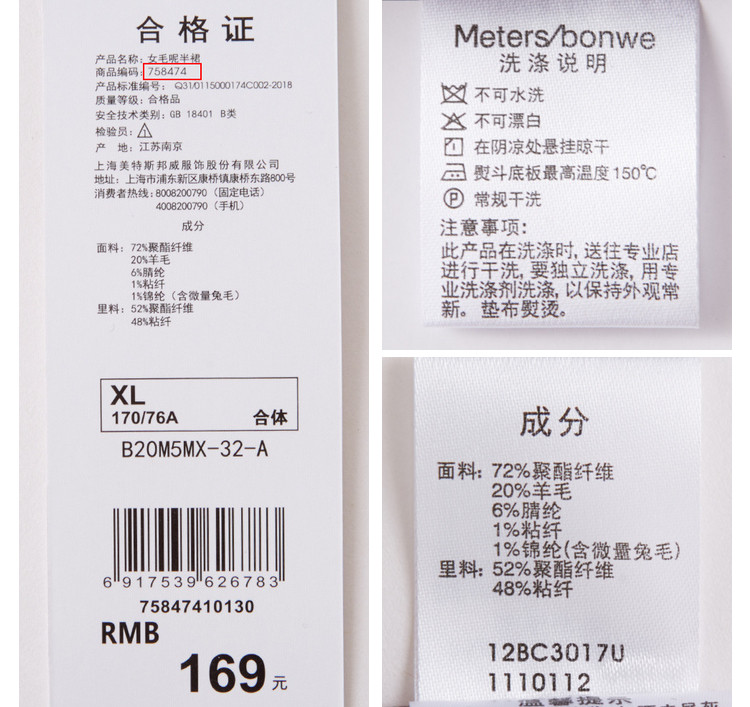 合格证
产品名称: 女毛昵半裙
商品编码: 758474
产品标准编号: Q31/0115000174C002-2018
质量等级: 合格品
安全技术类别: GB 18401 B类
检验员: 1
产 地: 江苏南京
上海美特斯邦威服饰股份有限公司
地址: 上海市浦东新区康桥镇康桥东路800号
消费者热线: 8008200790 (固定电话)
4008200790 (手机)
成分
面料: 72%聚酯纤维
20%羊毛
6%腈纶
1%粘纤
1%锦纶 (含微量兔毛)
里料: 52%聚酯纤维
48%粘纤
XL
170/76A 合体
B20M5MX-32-A
6 917539 626783
75847410130
RMB
169 元
Meters/bonwe
洗涤说明
不可水洗
不可漂白
在阴凉处悬挂晾干
熨斗底板最高温度150℃
P 常规干洗
注意事项:
此产品在洗涤时, 送往专业店
进行干洗, 要独立洗涤, 用专
业洗涤剂洗涤, 以保持外观常
新。垫布熨烫。
成分
面料: 72%聚酯纤维
20%羊毛
6%腈纶
1%粘纤
1%锦纶(含微量兔毛)
里料: 52%聚酯纤维
48%粘纤
12BC3017U
1110112
温馨提示